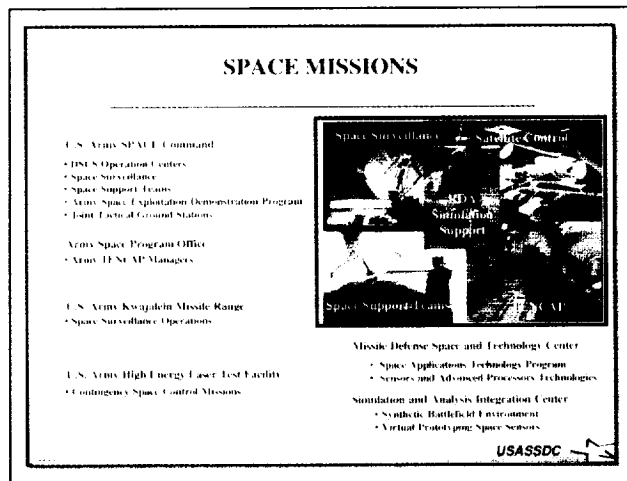 SPACE MISSIONS
U.S. Army SPACE Command
• DSCS Operation Centers
• Space Surveillance
• Space Support Teams
• Army Space Exploitation Demonstration Program
• Joint Tactical Ground Stations
Army Space Program Office
• Army TENCAP Managers
U.S. Army Kwajalein Missile Range
• Space Surveillance Operations
U.S. Army High Energy Laser Test Facility
• Contingency Space Control Missions
Space Surveillance
Satellite Control
RDA
Simulation
Support
Space Support Teams
TENCAP
Missile Defense Space and Technology Center
• Space Applications Technology Program
• Sensors and Advanced Processors Technologies
Simulation and Analysis Integration Center
• Synthetic Battlefield Environment
• Virtual Prototyping Space Sensors
USASSDC